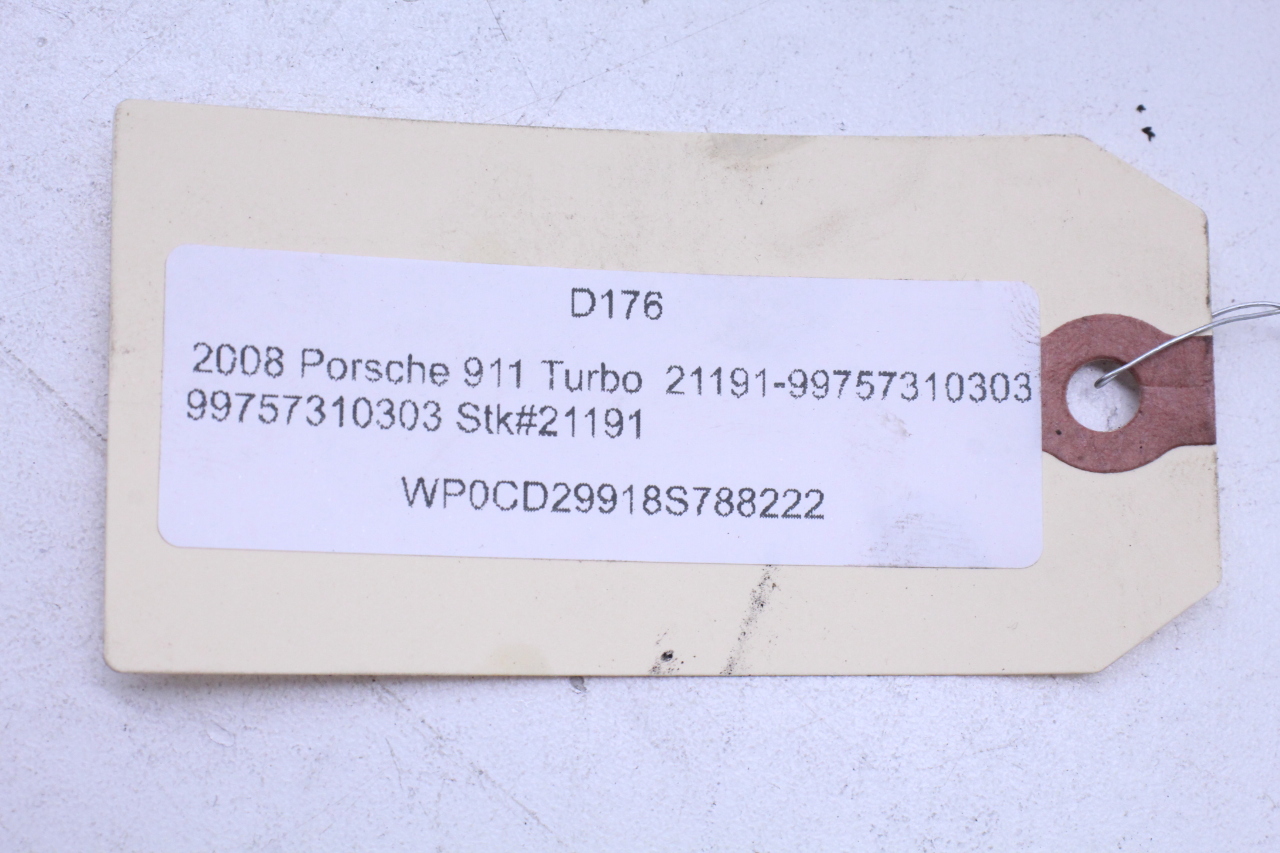 D176
2008 Porsche 911 Turbo 21191-99757310303
99757310303 Stk#21191
WP0CD29918S788222